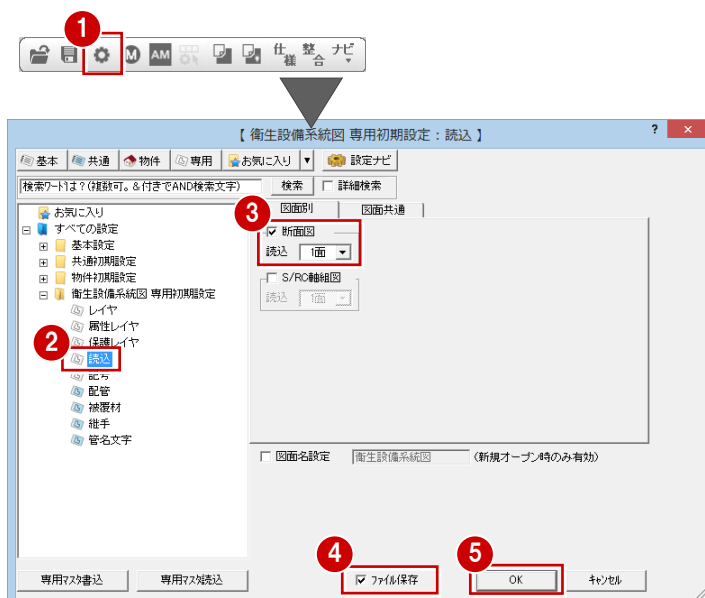 1
M AM 仕様 整合 ナビ
【 衛生設備系統図 専用初期設定：読込 】 ? ×
基本 共通 物件 専用 お気に入り ▼ 設定ナビ
検索ワードは？(複数可。&付きでAND検索文字) 検索 詳細検索
お気に入り
すべての設定
基本設定
共通初期設定
物件初期設定
衛生設備系統図 専用初期設定
レイヤ
属性レイヤ
保護レイヤ
2
読込
記号
配管
被覆材
継手
管名文字
図面別 図面共通
3
断面図
読込 1面
S/RC軸組図
読込 1面
図面名設定 衛生設備系統図 (新規オープン時のみ有効)
4 5
専用マスタ書込 専用マスタ読込 ファイル保存 OK キャンセル